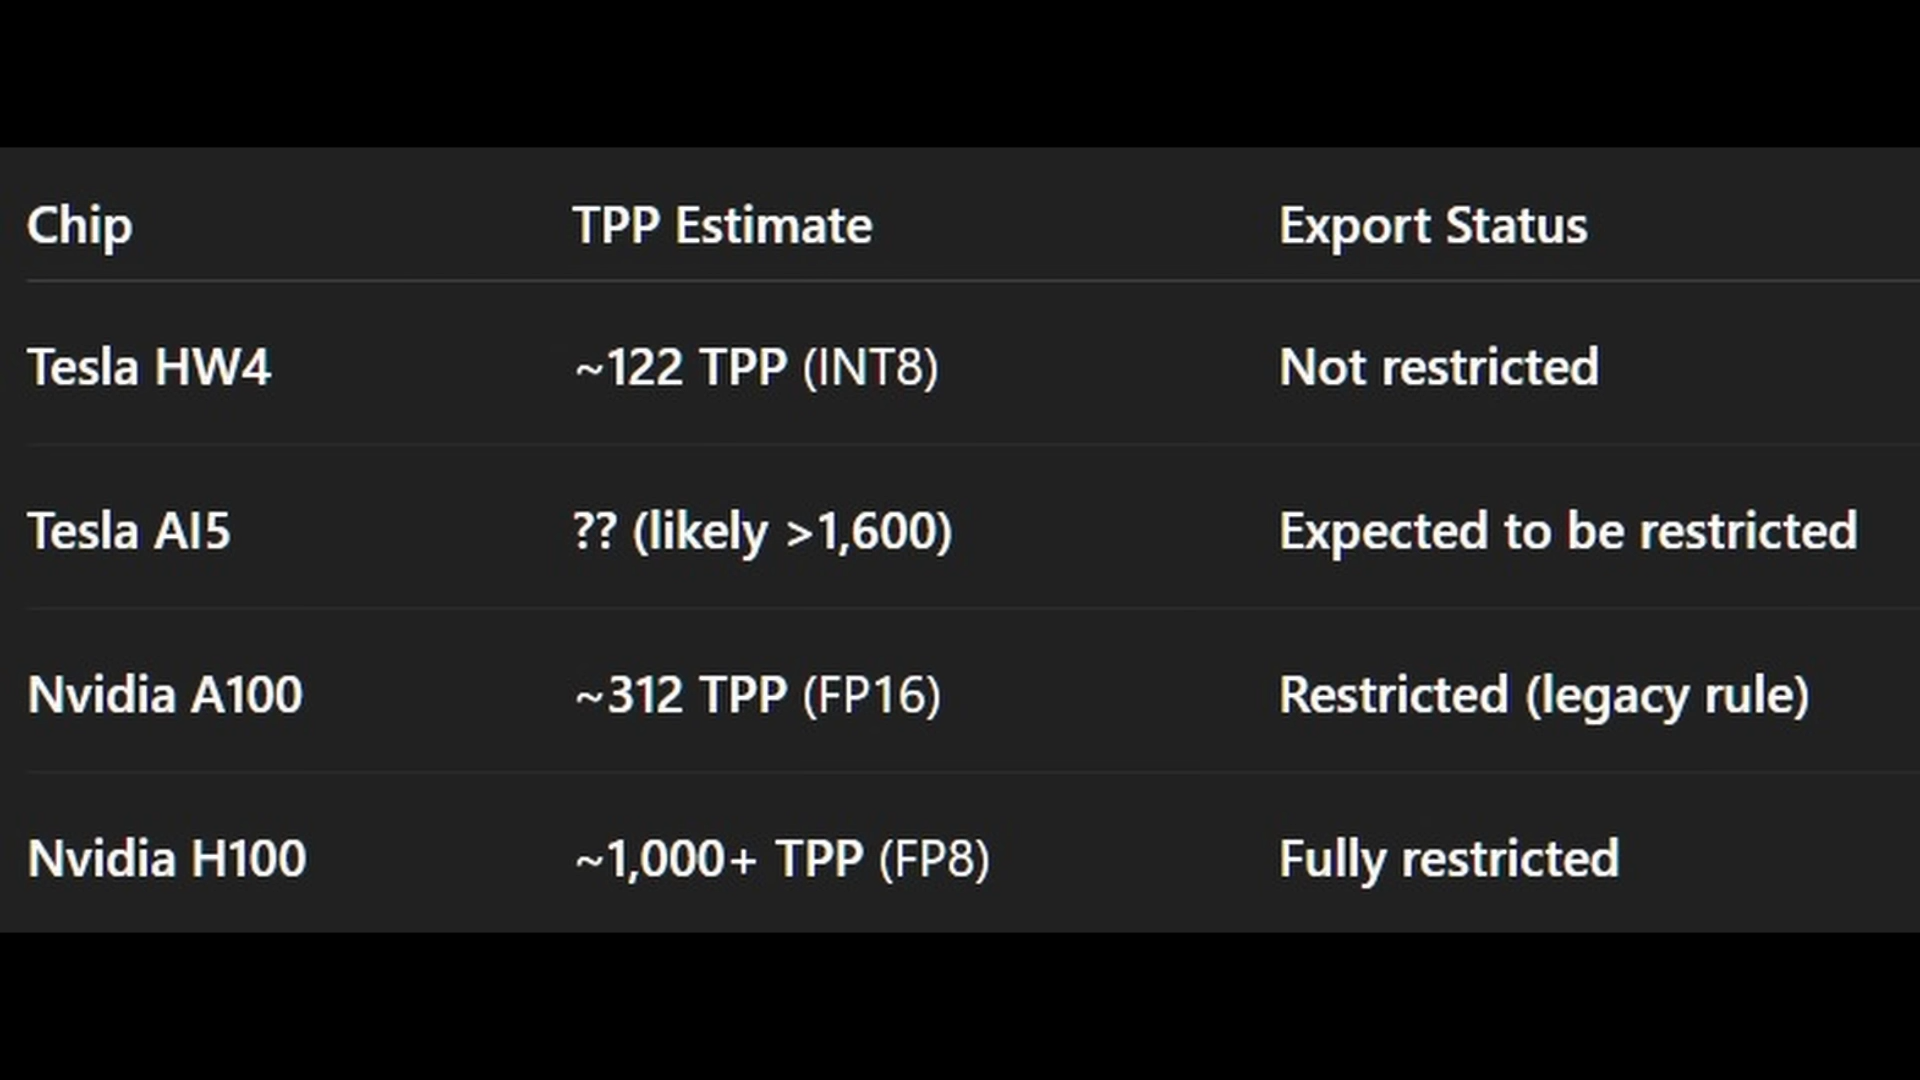 Chip TPP Estimate Export Status
Tesla HW4 ~122 TPP (INT8) Not restricted
Tesla AI5 ?? (likely >1,600) Expected to be restricted
Nvidia A100 ~312 TPP (FP16) Restricted (legacy rule)
Nvidia H100 ~1,000+ TPP (FP8) Fully restricted